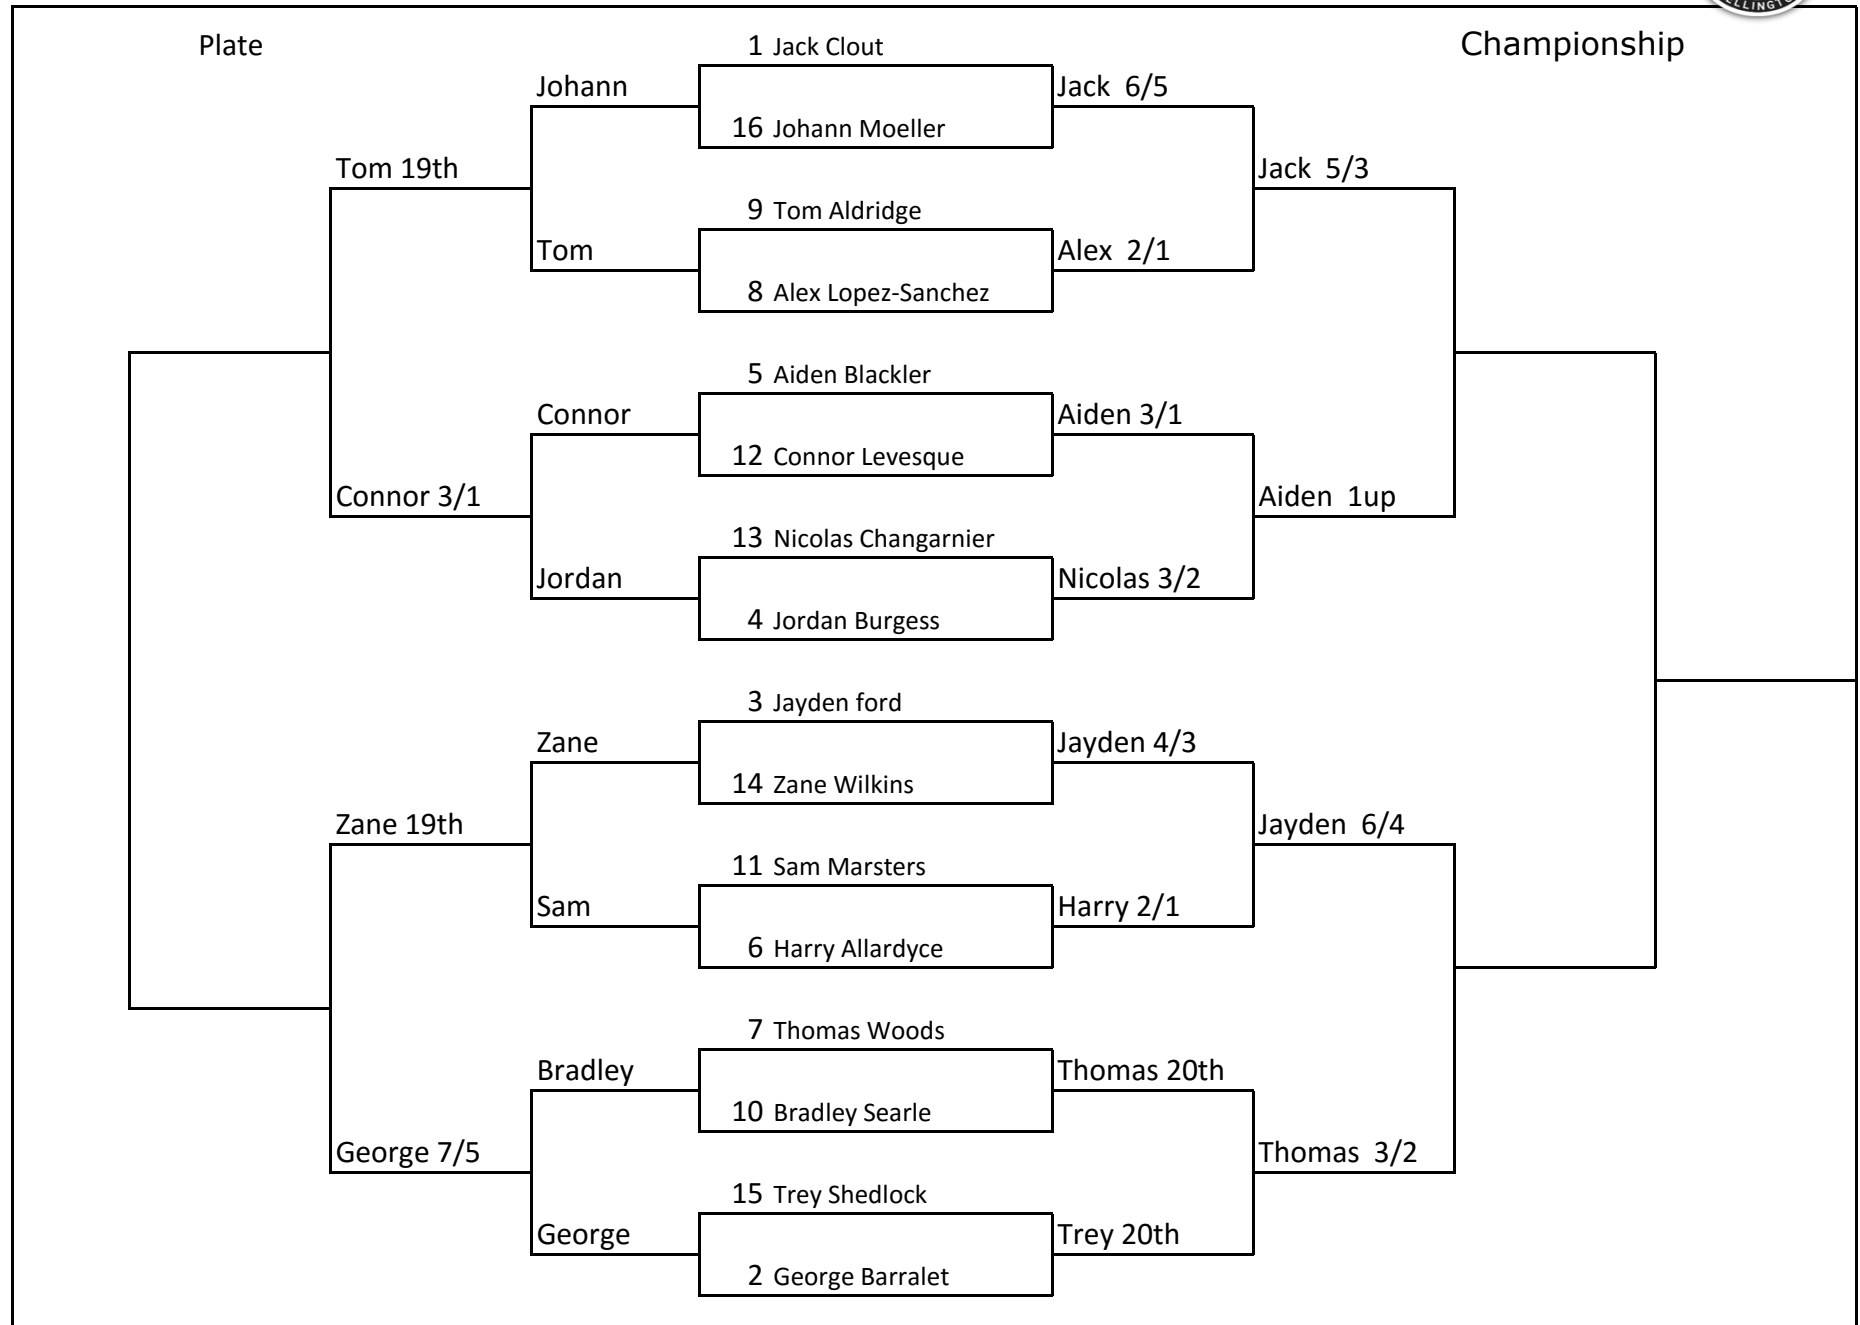 ELLINGTO
Plate
1 Jack Clout
Championship
Johann
Jack 6/5
16 Johann Moeller
Tom 19th
Jack 5/3
9 Tom Aldridge
Tom
Alex 2/1
8 Alex Lopez-Sanchez
5 Aiden Blackler
Connor
Aiden 3/1
12 Connor Levesque
Connor 3/1
Aiden 1up
13 Nicolas Changarnier
Jordan
Nicolas 3/2
4 Jordan Burgess
3 Jayden ford
Zane
Jayden 4/3
14 Zane Wilkins
Zane 19th
Jayden 6/4
11 Sam Marsters
Sam
Harry 2/1
6 Harry Allardyce
7 Thomas Woods
Bradley
Thomas 20th
10 Bradley Searle
George 7/5
Thomas 3/2
15 Trey Shedlock
George
Trey 20th
2 George Barralet